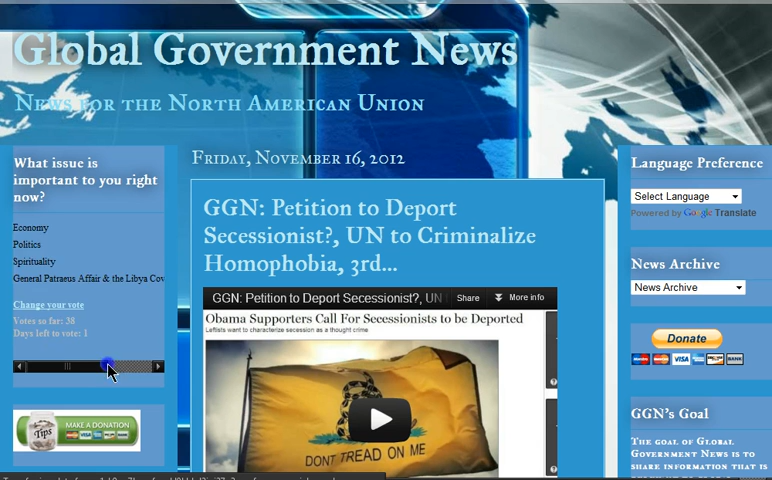 Global Government News
News for the North American Union
What issue is
important to you right
now?
Economy
Politics
Spirituality
General Patraeus Affair & the Libya Cov
Change your vote
Votes so far: 38
Days left to vote: 1
MAKE A DONATION
Tips
Friday, November 16, 2012
GGN: Petition to Deport
Secessionist?, UN to Criminalize
Homophobia, 3rd...
GGN: Petition to Deport Secessionist?, UN
Share
More info
Obama Supporters Call For Secessionists to be Deported
Leftists want to characterize secession as a thought crime
DONT TREAD ON ME
Language Preference
Select Language
Powered by Google Translate
News Archive
News Archive
Donate
VISA
BANK
GGN's Goal
The goal of Global
Government News is to
share information that is